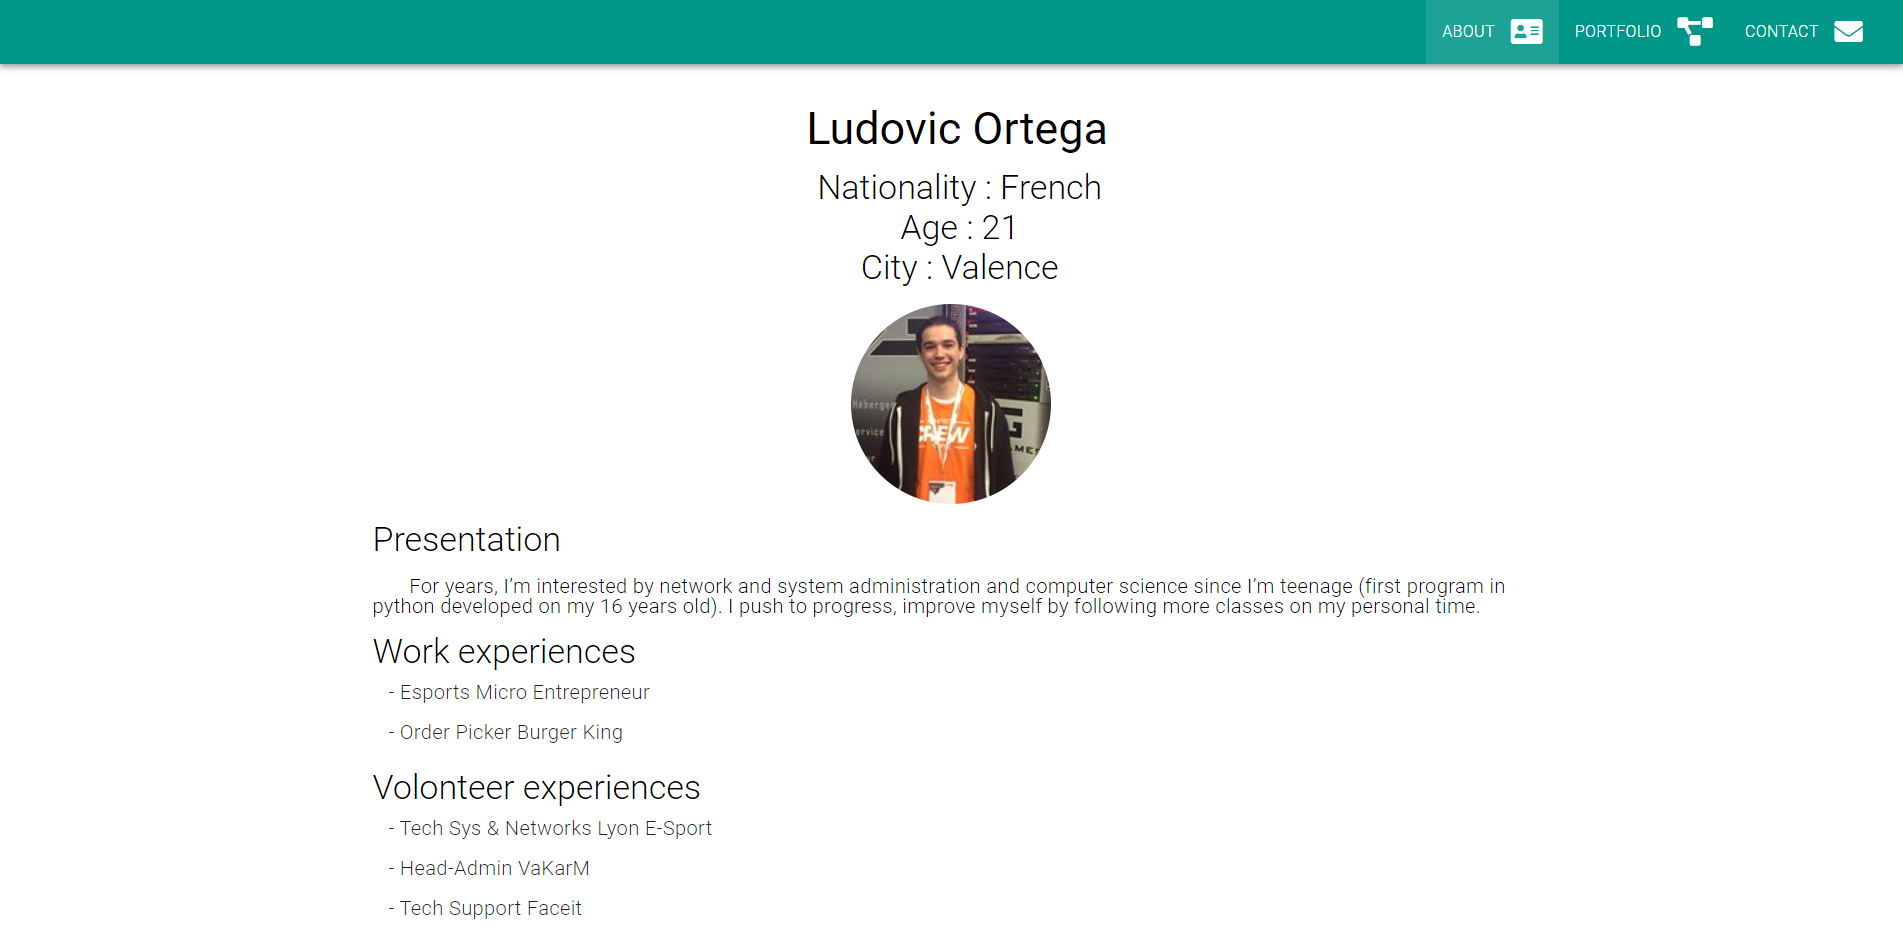 ABOUT
PORTFOLIO
CONTACT
Ludovic Ortega
Nationality : French
Age : 21
City : Valence
CREW
Presentation
For years, I’m interested by network and system administration and computer science since I’m teenage (first program in
python developed on my 16 years old). I push to progress, improve myself by following more classes on my personal time.
Work experiences
- Esports Micro Entrepreneur
- Order Picker Burger King
Volonteer experiences
- Tech Sys & Networks Lyon E-Sport
- Head-Admin VaKarM
- Tech Support Faceit